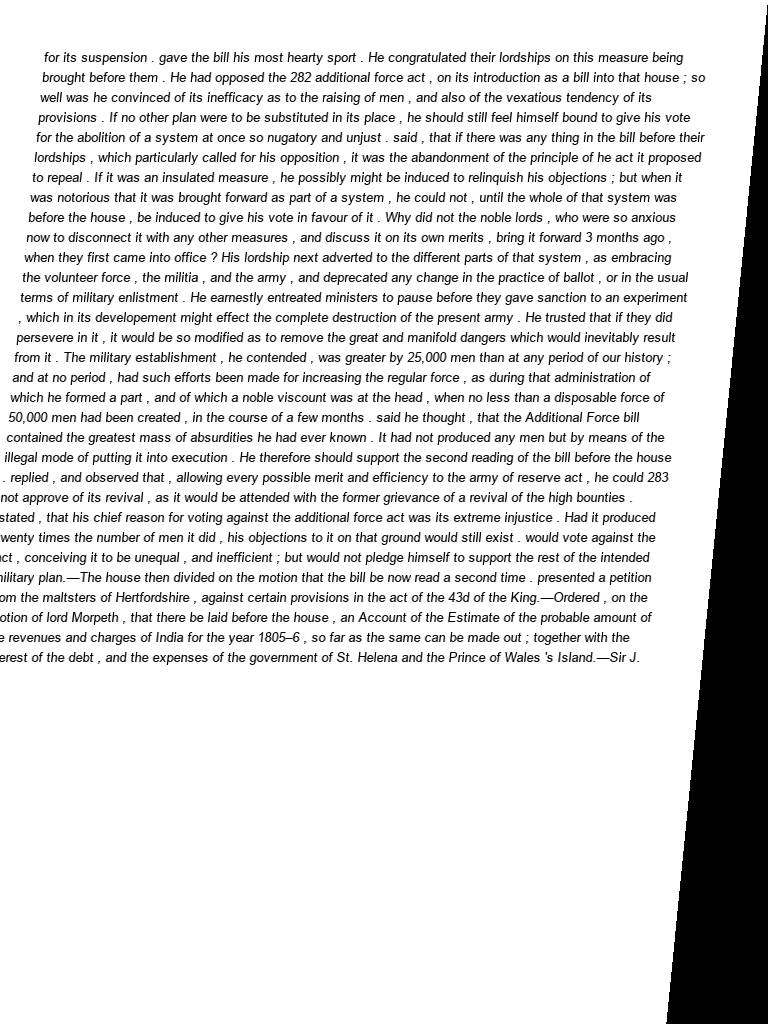 for its suspension . gave the bill his most hearty sport . He congratulated their lordships on this measure being
brought before them . He had opposed the 282 additional force act , on its introduction as a bill into that house ; so
well was he convinced of its inefficacy as to the raising of men , and also of the vexatious tendency of its
provisions . If no other plan were to be substituted in its place , he should still feel himself bound to give his vote
for the abolition of a system at once so nugatory and unjust . said , that if there was any thing in the bill before their
lordships , which particularly called for his opposition , it was the abandonment of the principle of he act it proposed
to repeal . If it was an insulated measure , he possibly might be induced to relinquish his objections ; but when it
was notorious that it was brought forward as part of a system , he could not , until the whole of that system was
before the house , be induced to give his vote in favour of it . Why did not the noble lords , who were so anxious
now to disconnect it with any other measures , and discuss it on its own merits , bring it forward 3 months ago ,
when they first came into office ? His lordship next adverted to the different parts of that system , as embracing
the volunteer force , the militia , and the army , and deprecated any change in the practice of ballot , or in the usual
terms of military enlistment . He earnestly entreated ministers to pause before they gave sanction to an experiment
, which in its developement might effect the complete destruction of the present army . He trusted that if they did
persevere in it , it would be so modified as to remove the great and manifold dangers which would inevitably result
from it . The military establishment , he contended , was greater by 25,000 men than at any period of our history ;
and at no period , had such efforts been made for increasing the regular force , as during that administration of
which he formed a part , and of which a noble viscount was at the head , when no less than a disposable force of
50,000 men had been created , in the course of a few months . said he thought , that the Additional Force bill
contained the greatest mass of absurdities he had ever known . It had not produced any men but by means of the
illegal mode of putting it into execution . He therefore should support the second reading of the bill before the house
. replied , and observed that , allowing every possible merit and efficiency to the army of reserve act , he could 283
not approve of its revival , as it would be attended with the former grievance of a revival of the high bounties .
stated , that his chief reason for voting against the additional force act was its extreme injustice . Had it produced
wenty times the number of men it did , his objections to it on that ground would still exist . would vote against the
ct , conceiving it to be unequal , and inefficient ; but would not pledge himself to support the rest of the intended
ilitary plan.—The house then divided on the motion that the bill be now read a second time . presented a petition
om the maltsters of Hertfordshire , against certain provisions in the act of the 43d of the King.—Ordered , on the
otion of lord Morpeth , that there be laid before the house , an Account of the Estimate of the probable amount of
e revenues and charges of India for the year 1805–6 , so far as the same can be made out ; together with the
erest of the debt , and the expenses of the government of St. Helena and the Prince of Wales 's Island.—Sir J.